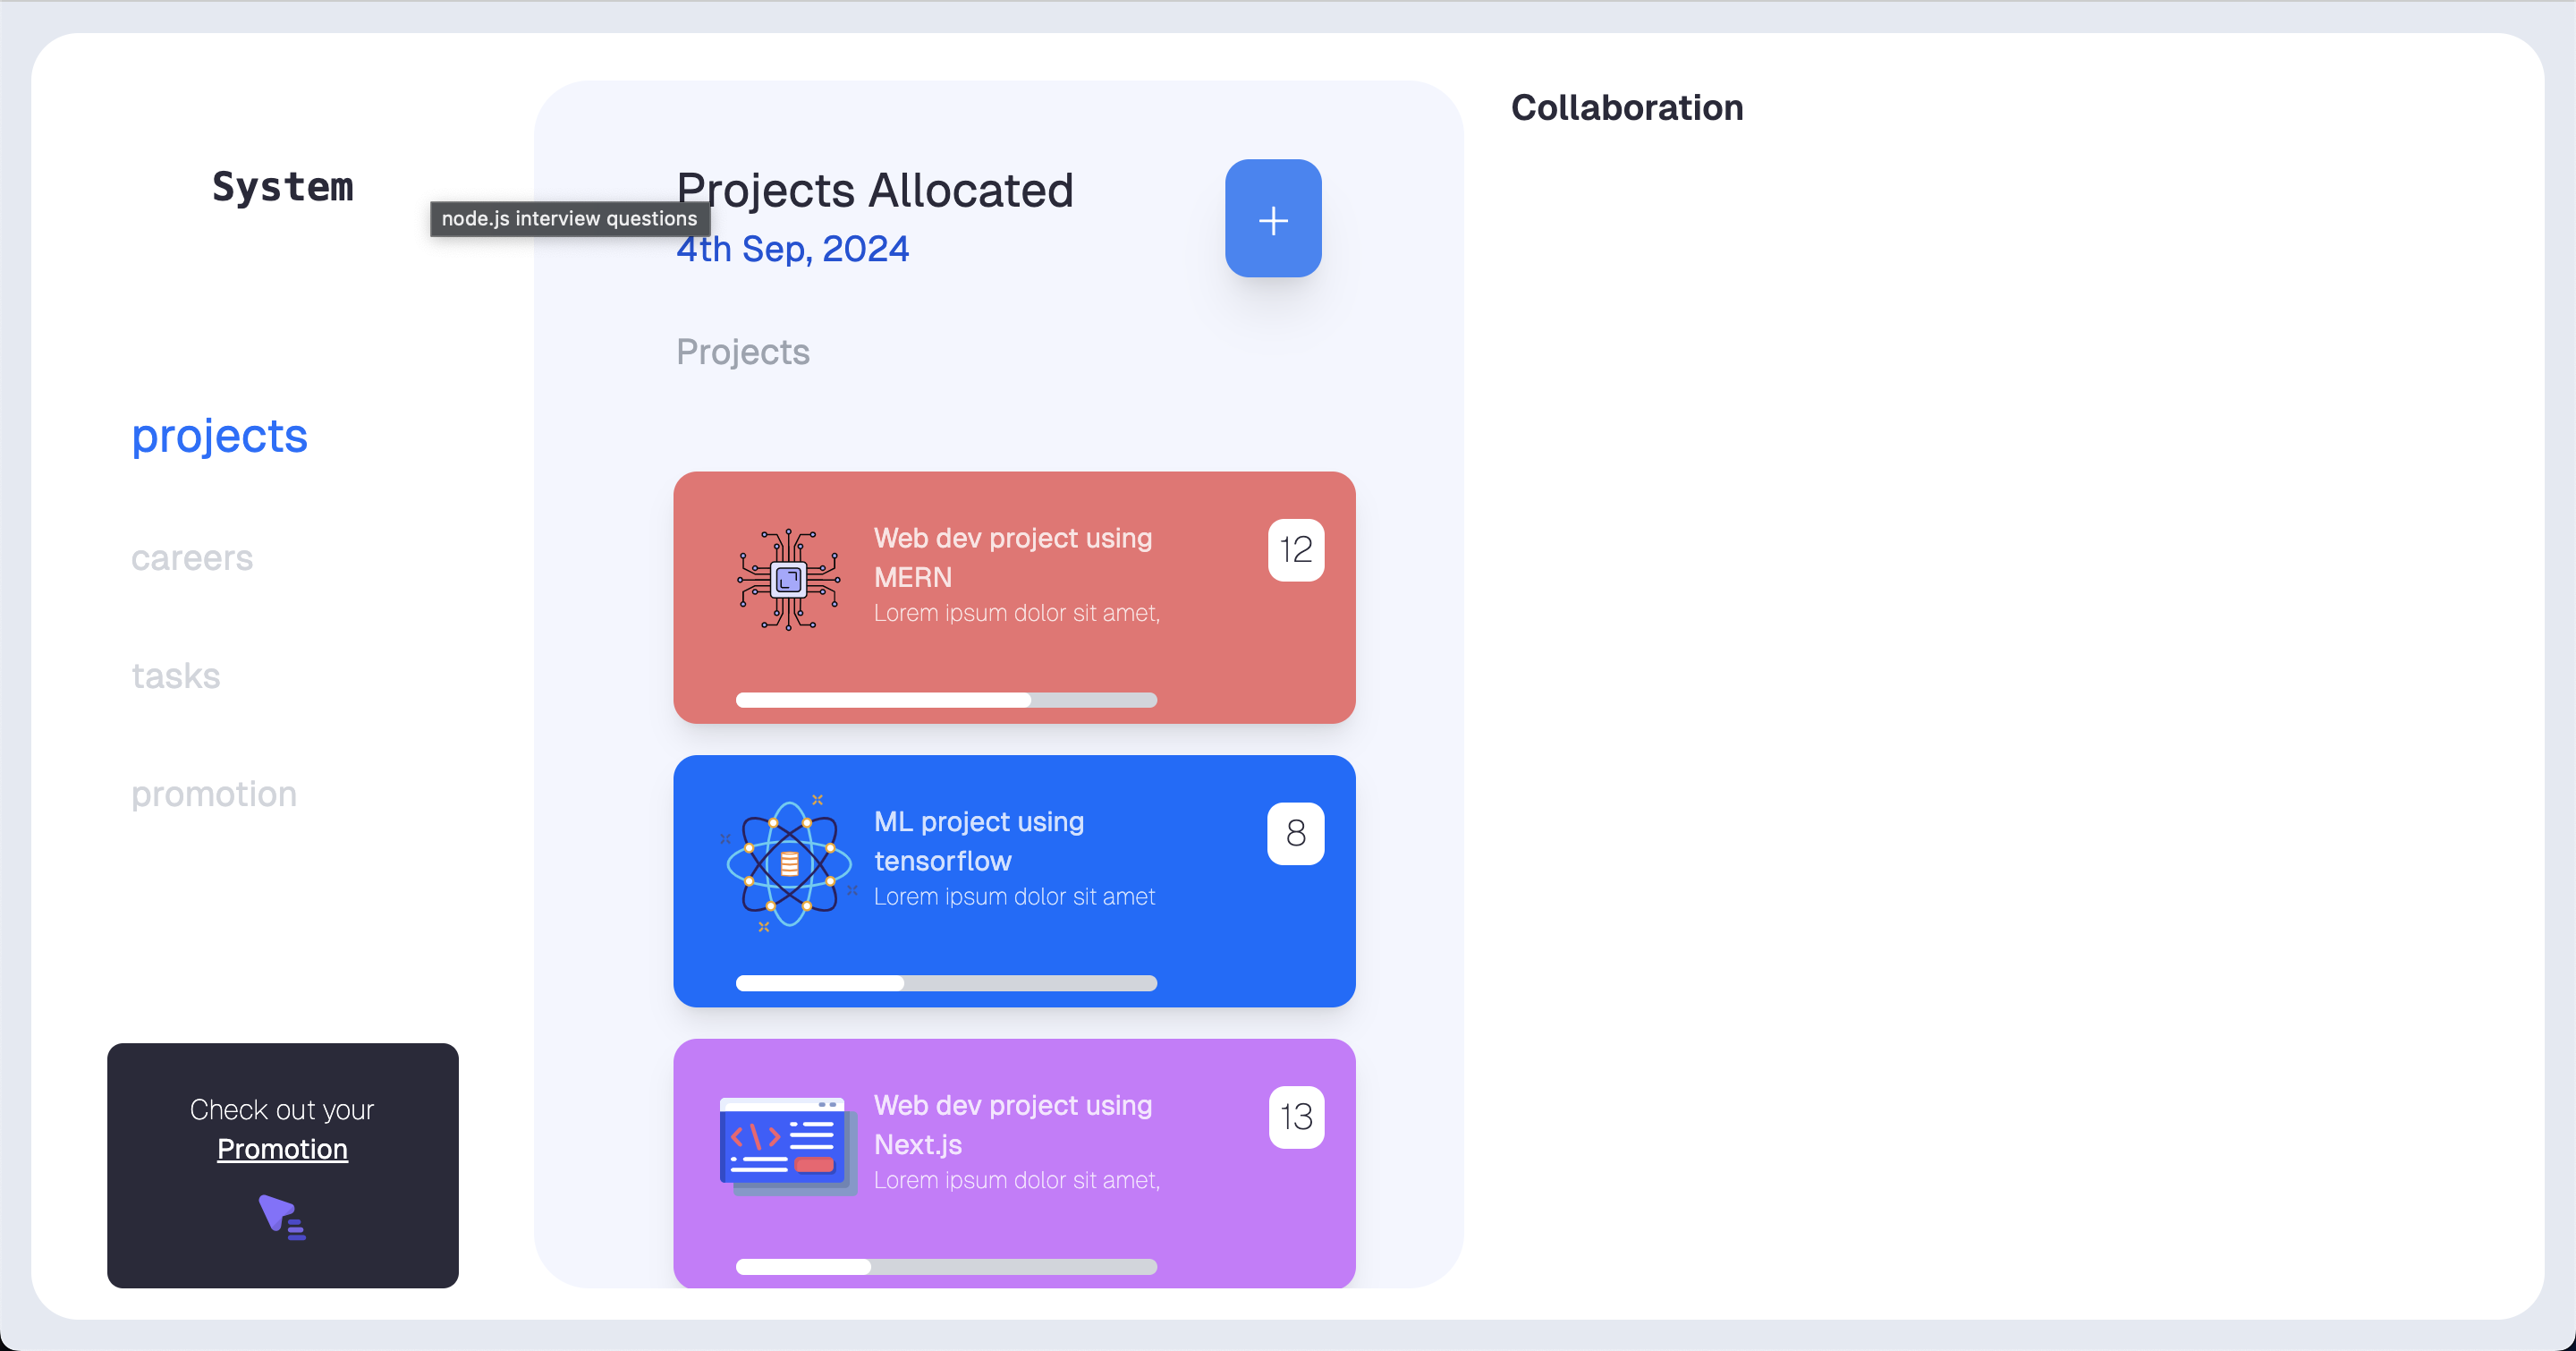 System
node.js interview questions
projects
careers
tasks
promotion
Check out your
Promotion
Projects Allocated
4th Sep, 2024
Projects
Web dev project using
MERN
Lorem ipsum dolor sit amet,
12
ML project using
tensorflow
Lorem ipsum dolor sit amet
8
Web dev project using
Next.js
Lorem ipsum dolor sit amet,
13
Collaboration